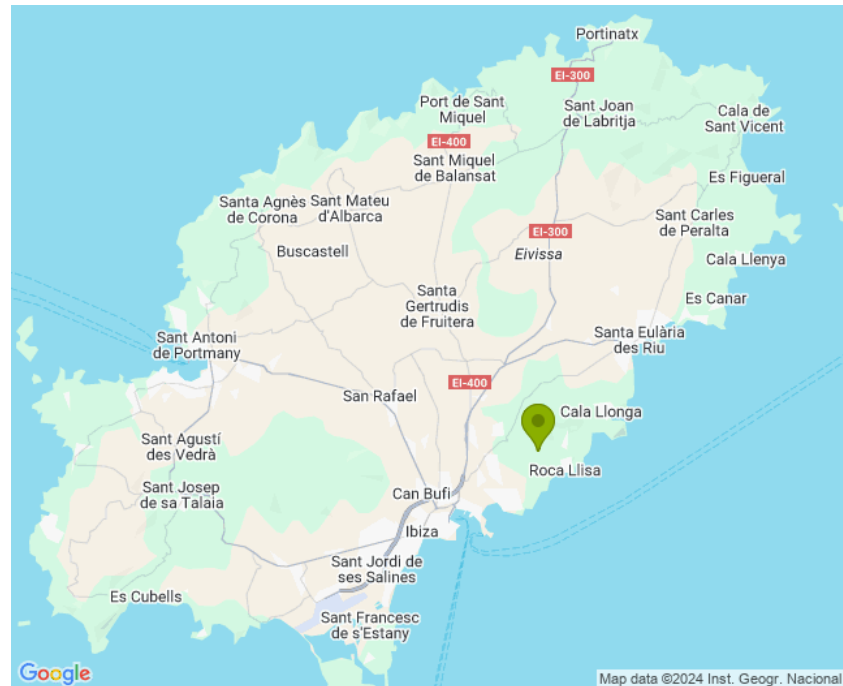 Portinatx
EI-300
Port de Sant
Miquel
Sant Joan
de Labritja
Cala de
Sant Vicent
EI-400
Sant Miquel
de Balansat
Es Figueral
Santa Agnès
de Corona
Sant Mateu
d'Albarca
Sant Carles
de Peralta
EI-300
Buscastell
Eivissa
Cala Llenya
Santa
Gertrudis
de Fruitera
Es Canar
Sant Antoni
de Portmany
Santa Eulària
des Riu
EI-400
San Rafael
Cala Llonga
Sant Agustí
des Vedrà
Roca Llisa
Sant Josep
de sa Talaia
Can Bufi
Ibiza
Sant Jordi de
ses Salines
Es Cubells
Sant Francesc
de s'Estany
Google
Map data ©2024 Inst. Geogr. Nacional